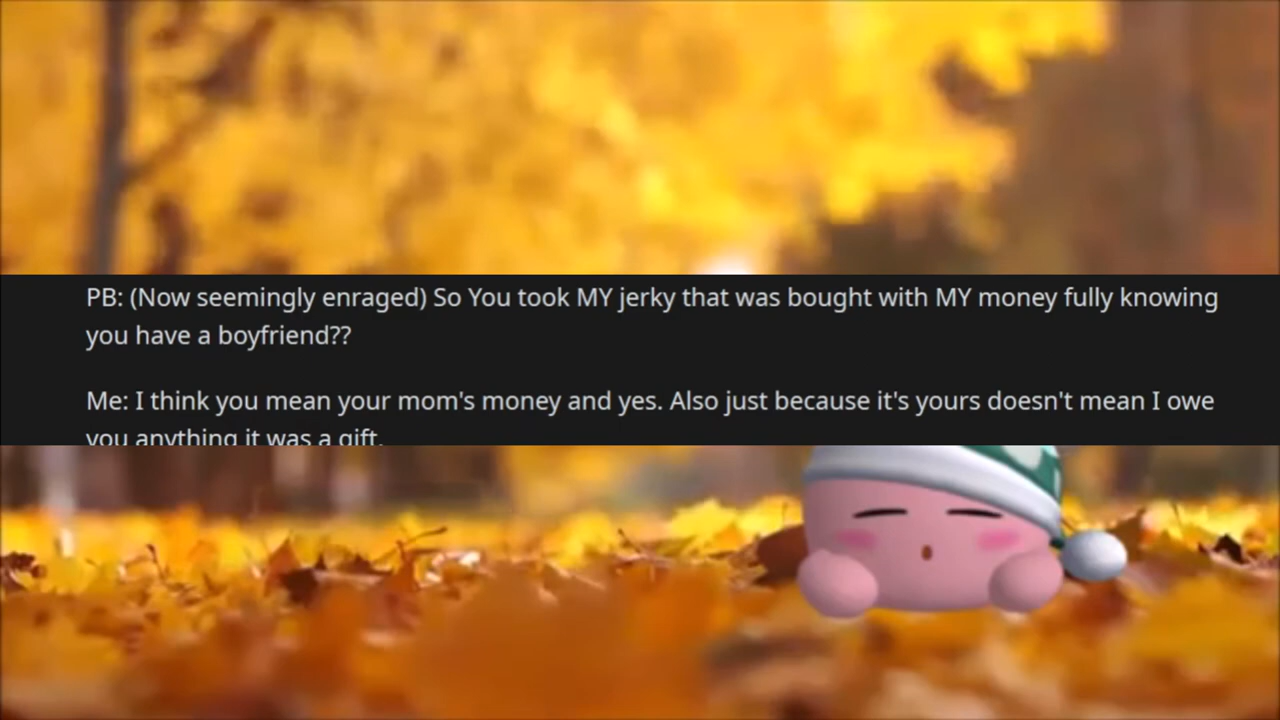 PB: (Now seemingly enraged) So You took MY jerky that was bought with MY money fully knowing
you have a boyfriend??
Me: I think you mean your mom's money and yes. Also just because it's yours doesn't mean I owe
you anything it was a gift.